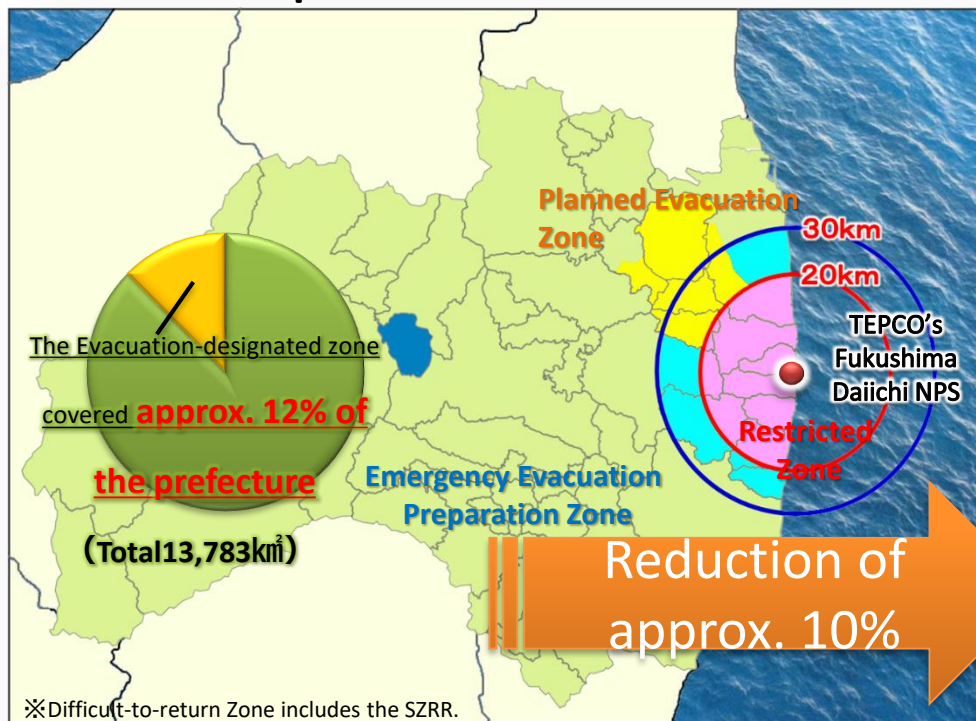 Planned Evacuation
Zone
30km
20km
TEPCO's
Fukushima
Daiichi NPS
The Evacuation-designated zone
covered approx. 12% of
the prefecture
(Total13,783k㎡)
Restricted
Zone
Emergency Evacuation
Preparation Zone
Reduction of
approx. 10%
※Difficult-to-return Zone includes the SZRR.